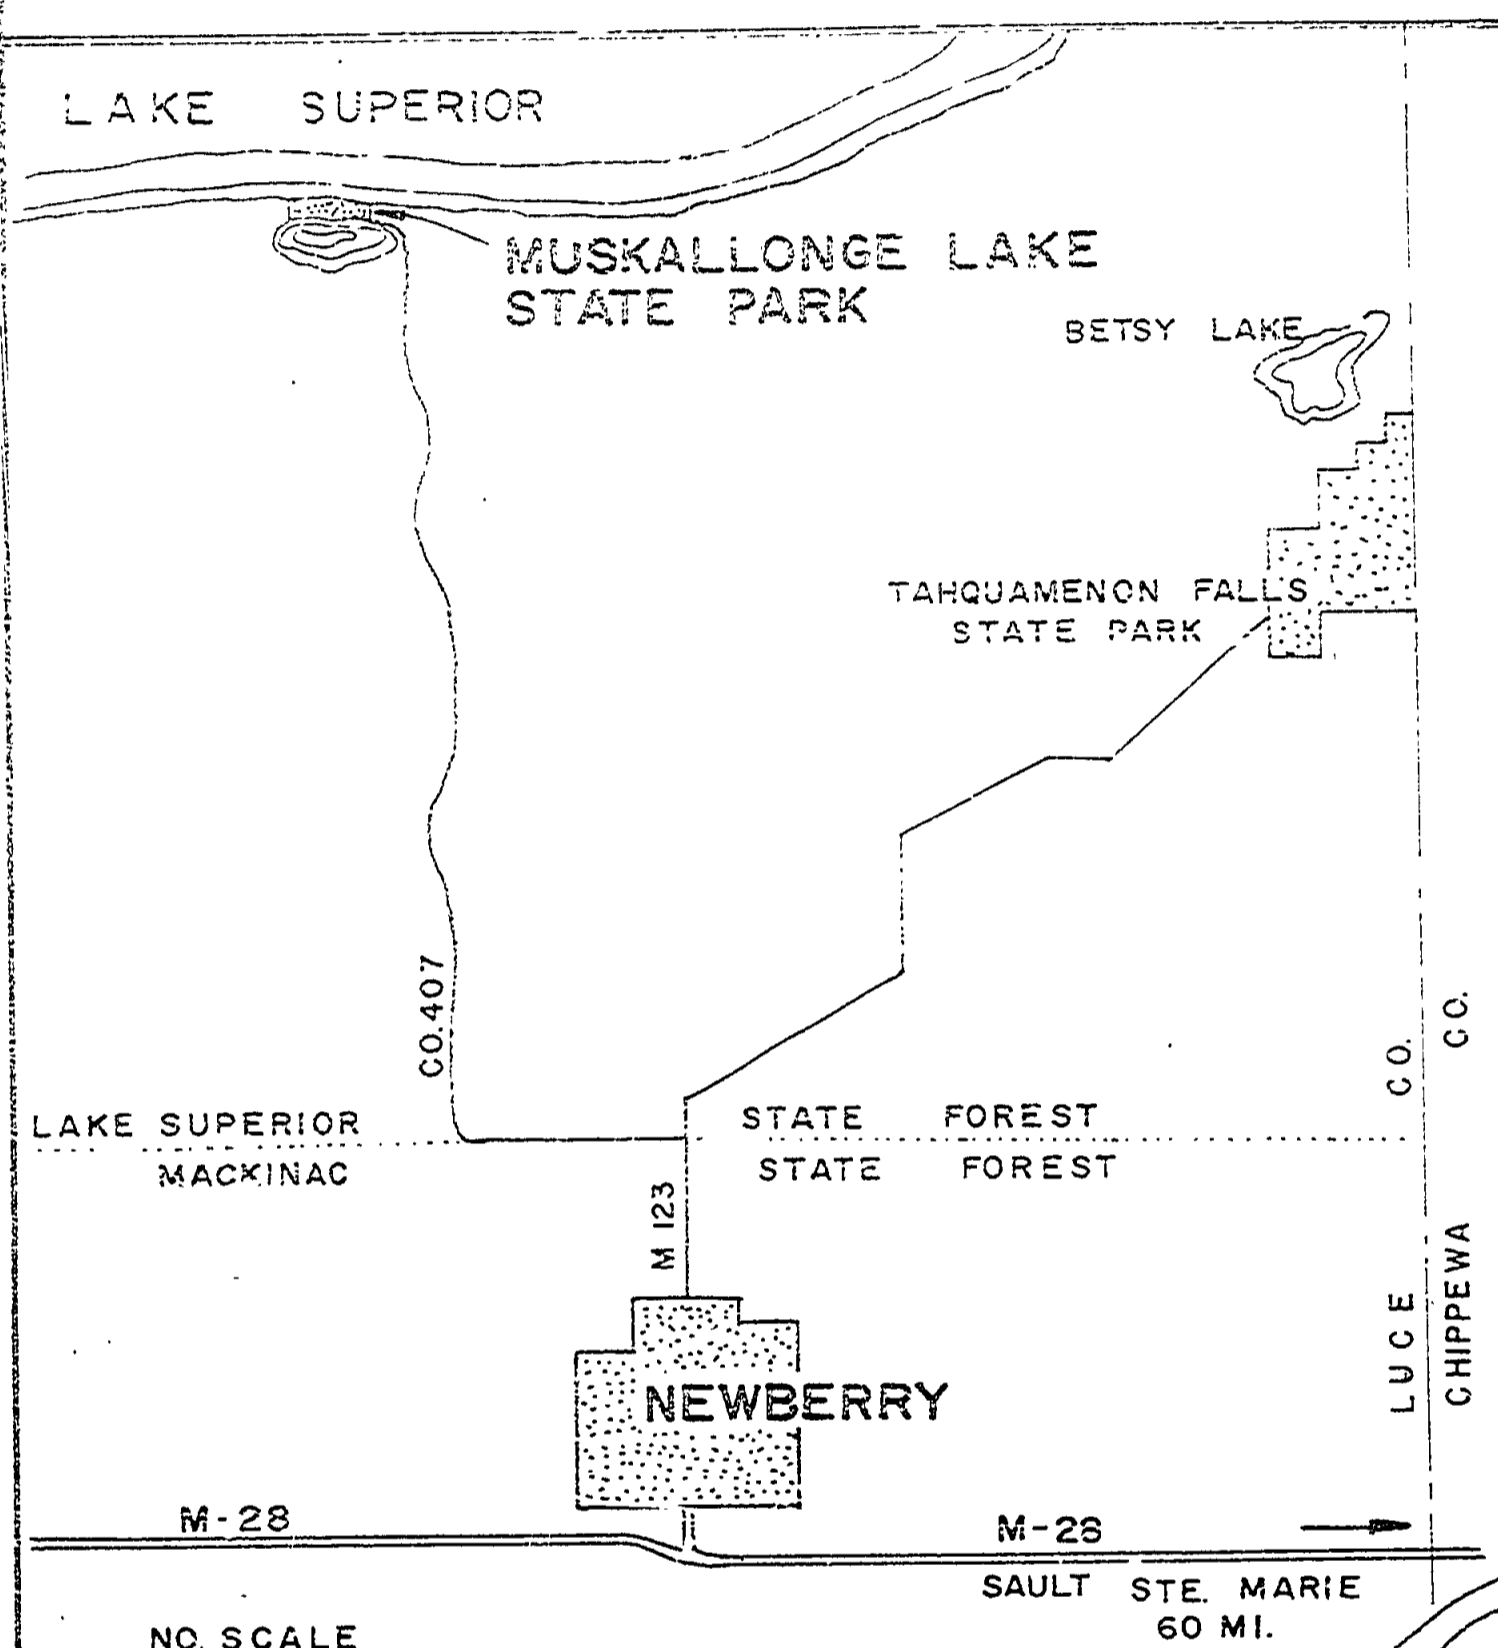 LAKE SUPERIOR
MUSKALLONGE LAKE
STATE PARK
BETSY LAKE
TAHQUAMENON FALLS
STATE PARK
CO. 407
CO.
CO.
LAKE SUPERIOR STATE FOREST
MACKINAC STATE FOREST
M 123
LUCE
CHIPPEWA
NEWBERRY
M-28
M-28
SAULT STE. MARIE
60 MI.
NO. SCALE